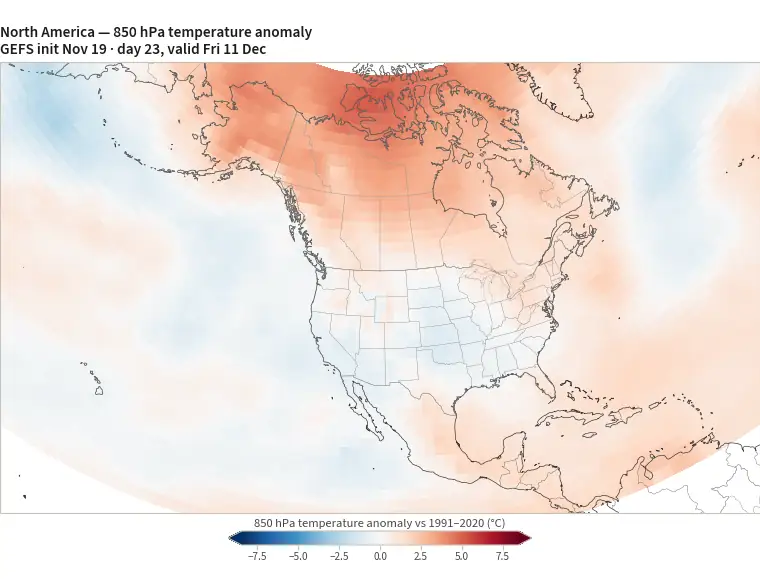 North America — 850 hPa temperature anomaly
GEFS init Nov 19 · day 23, valid Fri 11 Dec
850 hPa temperature anomaly vs 1991–2020 (°C)
−7.5 −5.0 −2.5 0.0 2.5 5.0 7.5